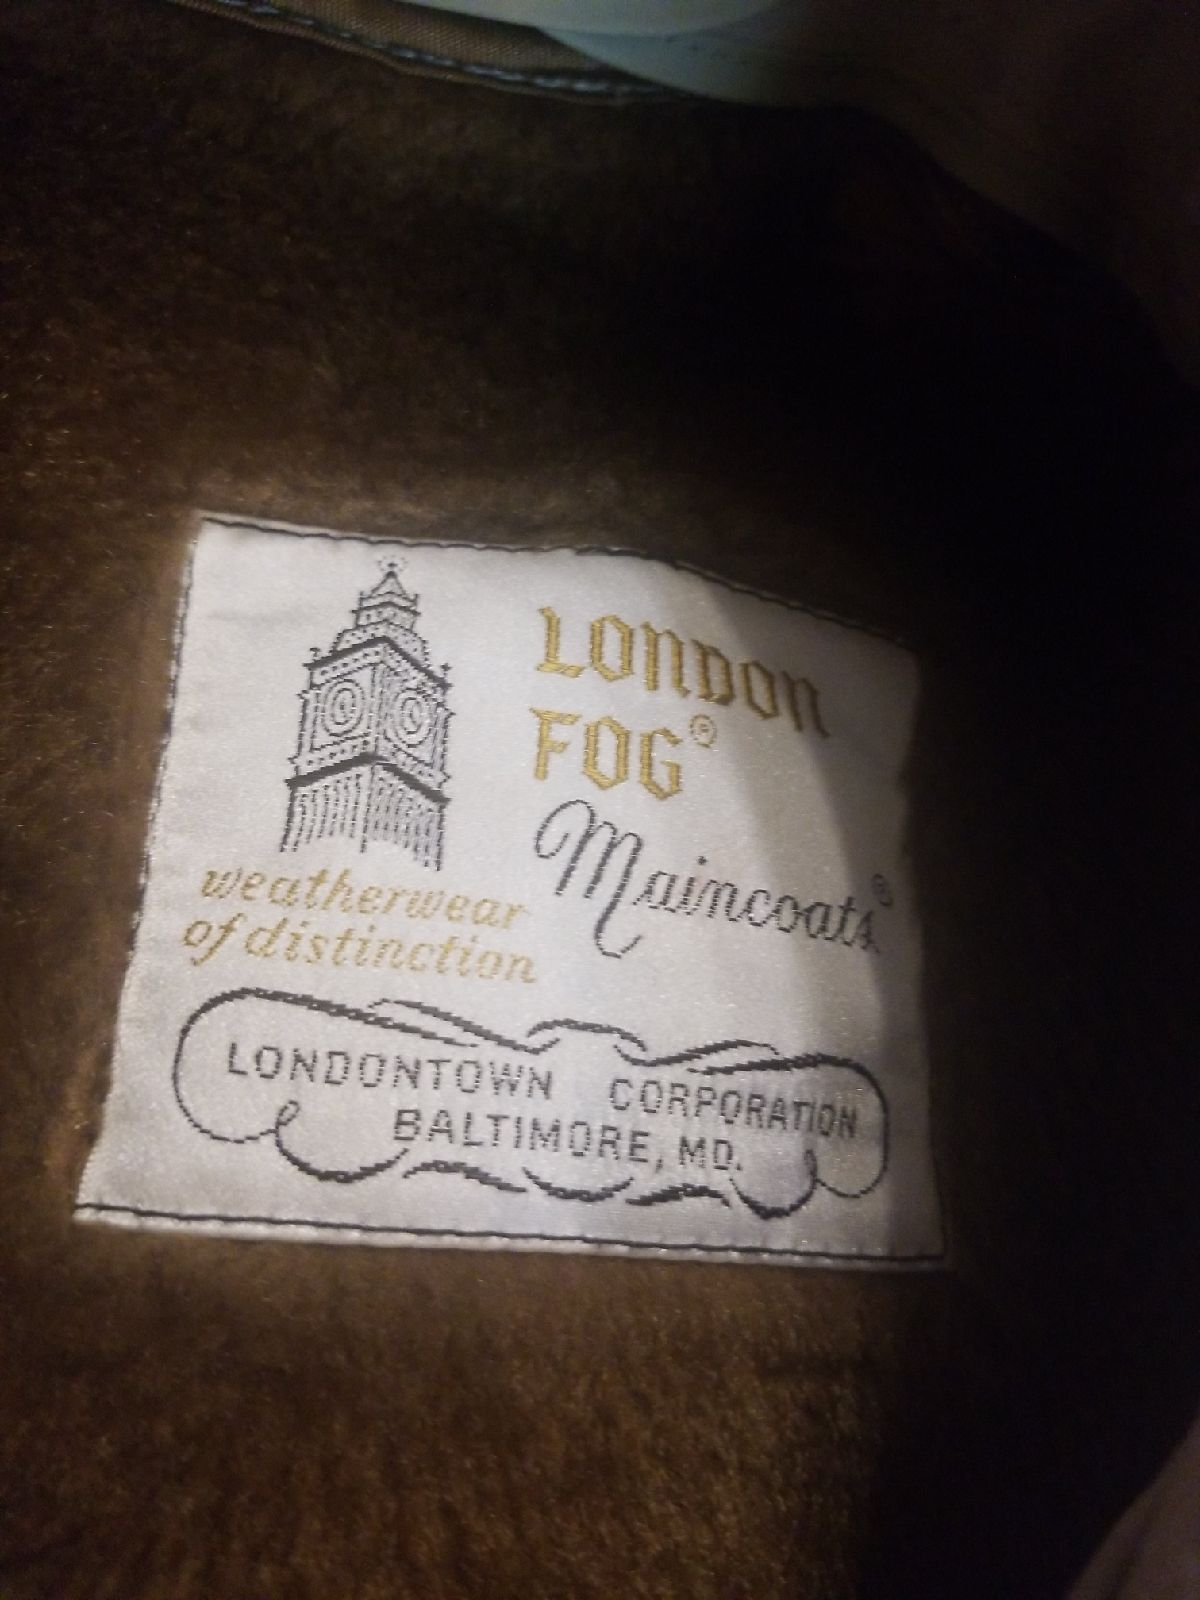 LONDON
FOG®
Maincoats®
weatherwear
of distinction
LONDONTOWN CORPORATION
BALTIMORE, MD.